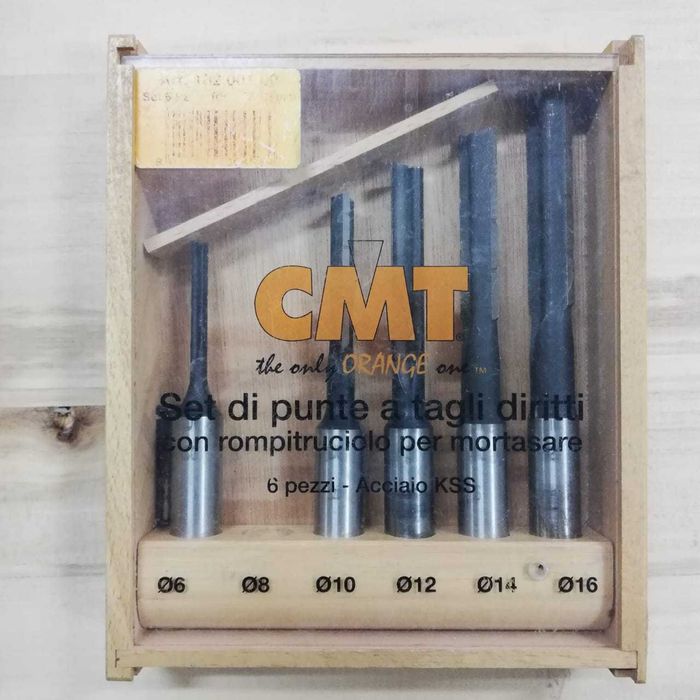 CMT
the only ORANGE one TM
Set di punte a tagli diritti
con rompitruciolo per mortasare
6 pezzi - Acciaio KSS
Ø6 Ø8 Ø10 Ø12 Ø14 Ø16